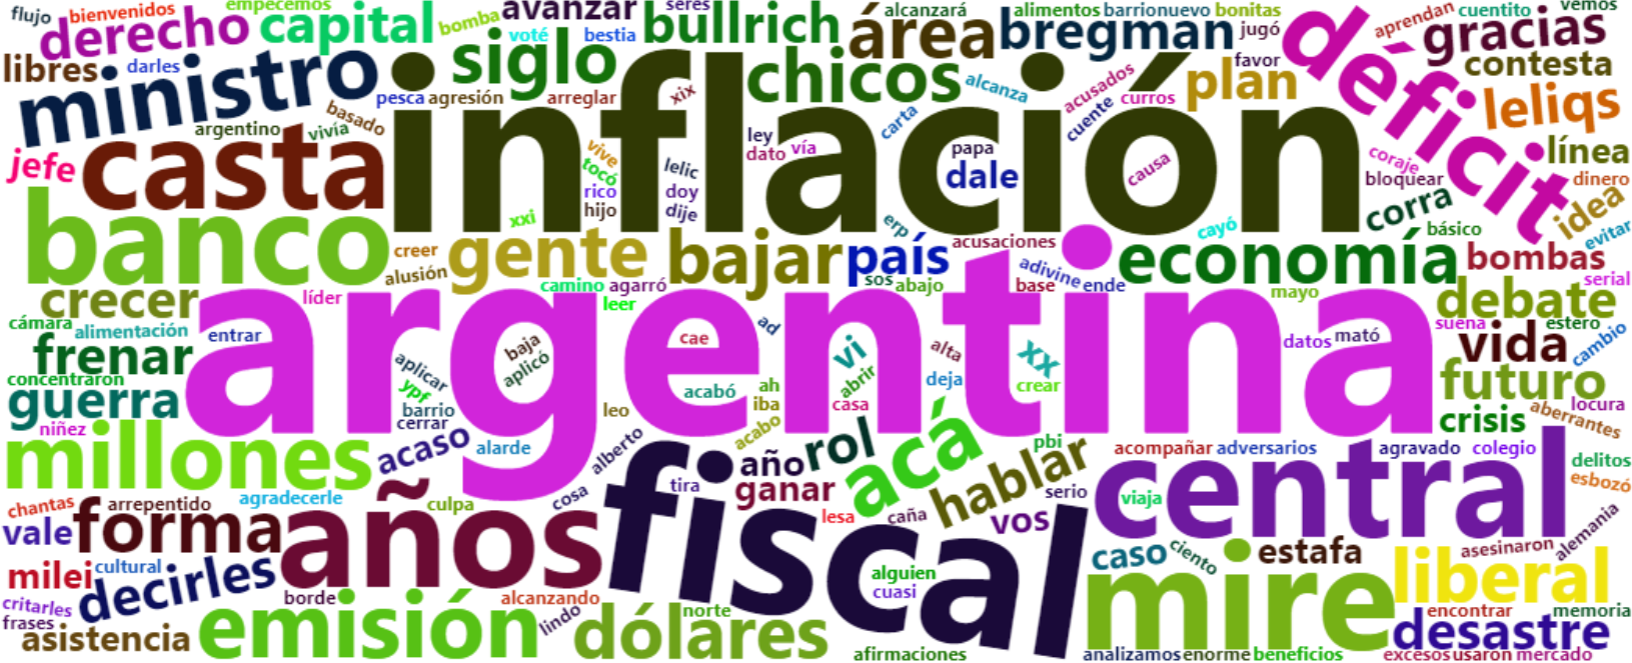 flujo
bienvenidos
empecemos
derecho
capital
bomba
avanzar
seres
voté
bestia
bullrich
alcanzará
área
alimentos
barrionuevo
bonitas
bregman
jugó
favor
aprendan
cuentito
vemos
gracias
contesta
libres
darles
ministro
siglo
chicos
alcanza
acusados
cuente
curros
plan
déficit
leliqs
pesca
agresión
arreglar
xix
basado
argentino
vivía
inflación
jefe
casta
vive
tocó
rico
hijo
lelic
doy
dije
ley
dato
vía
carta
papa
dale
causa
coraje
bloquear
línea
dinero
corra
idea
evitar
banco
xxi
creer
alusión
gente
bajar
erp
país
acusaciones
cayó
básico
economía
bombas
serial
camino
agarró
leer
sos
abajo
adivine
base
ende
mayo
debate
crecer
líder
cámara
alimentación
entrar
argentina
suena
estero
datos
mató
vida
cambio
frenar
concentraron
aplicar
ypf
baja
aplicó
cae
ad
vi
abrir
alta
xx
deja
crear
futuro
guerra
niñez
barrio
cerrar
leo
acabó
ah
iba
acabo
casa
crisis
aberrantes
locura
millones
acaso
alarde
alberto
año
rol
acá
hablar
pbi
acompañar
adversarios
agravado
colegio
delitos
esbozó
chantas
arrepentido
agradecerle
culpa
cosa
tira
ganar
lesa
caña
serio
vos
viaja
central
alemania
vale
forma
años
fiscal
caso
ciento
estafa
asesinaron
milei
cultural
decirles
alguien
cuasi
mire
liberal
critarles
frases
borde
alcanzando
lindo
norte
encontrar
memoria
asistencia
emisión
dólares
afirmaciones
desastre
analizamos
enorme
beneficios
excesos
usaron
mercado